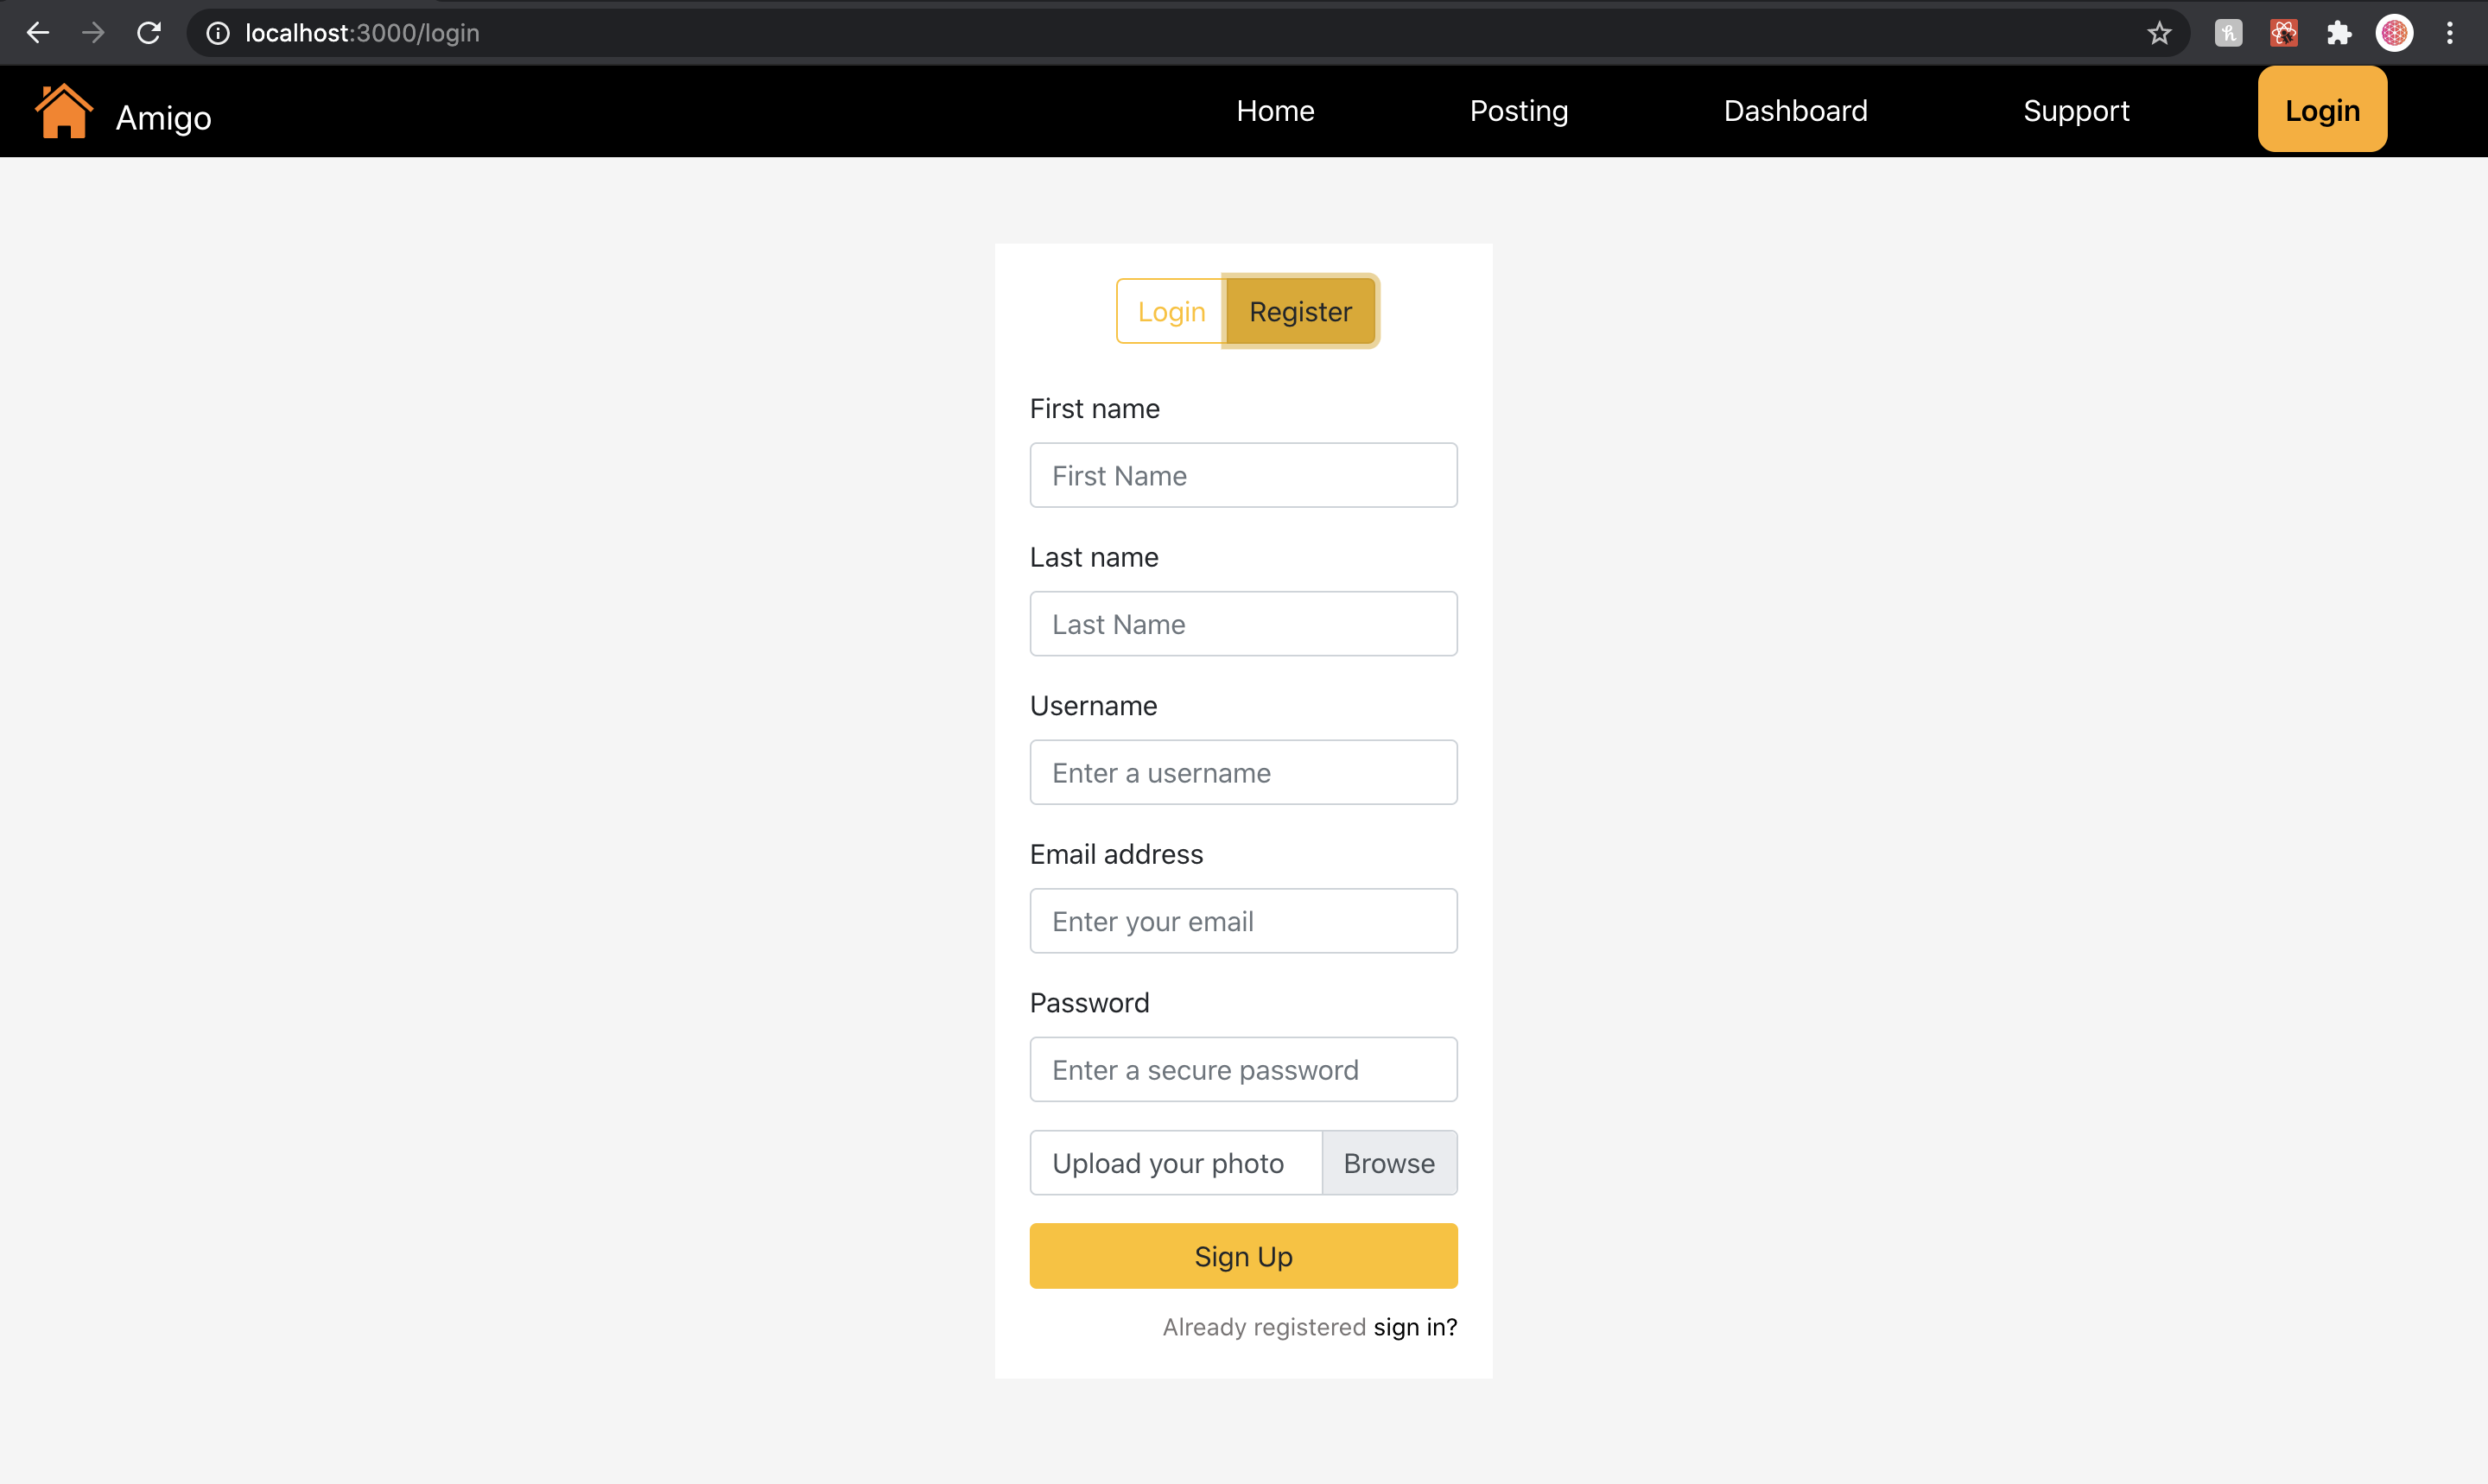 localhost:3000/login
Amigo
Home Posting Dashboard Support Login
Login Register
First name
First Name
Last name
Last Name
Username
Enter a username
Email address
Enter your email
Password
Enter a secure password
Upload your photo Browse
Sign Up
Already registered sign in?